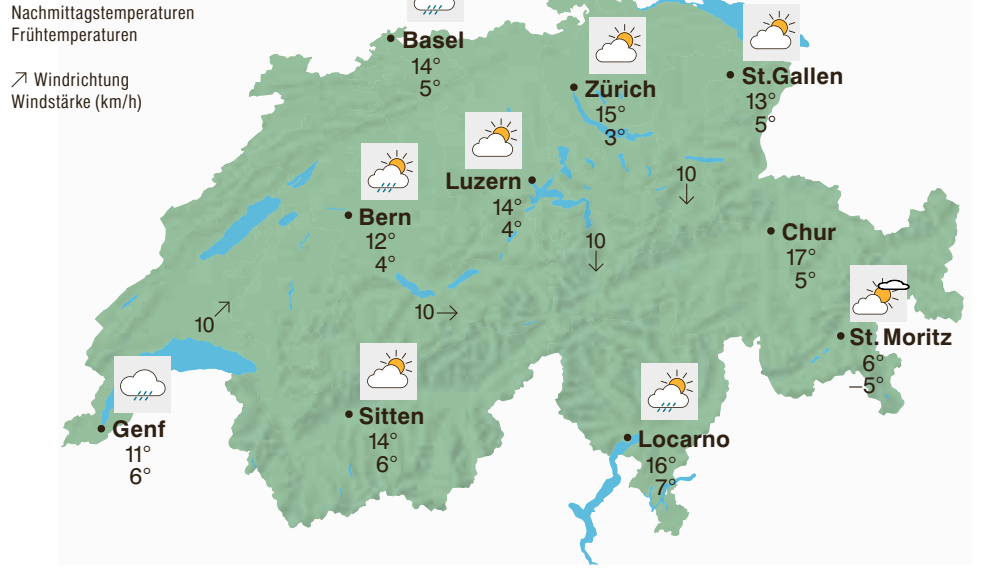 Nachmittagstemperaturen
Frühtemperaturen
↗ Windrichtung
Windstärke (km/h)
Basel
14°
5°
Zürich
15°
3°
St.Gallen
13°
5°
Luzern
14°
4°
10
Bern
12°
4°
10
Chur
17°
5°
10
10
St. Moritz
6°
–5°
Genf
11°
6°
Sitten
14°
6°
Locarno
16°
7°